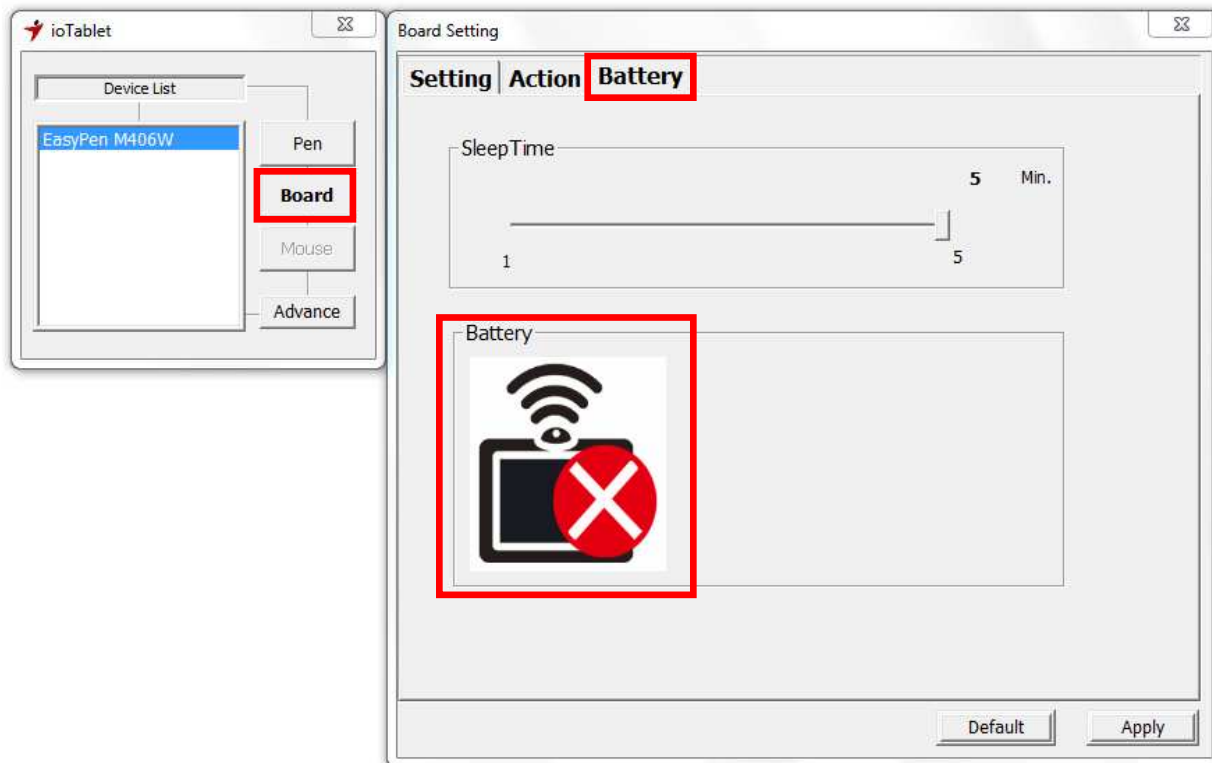 ioTablet
Device List
EasyPen M406W
Pen
Board
Mouse
Advance
Board Setting
Setting Action Battery
SleepTime
5 Min.
1 5
Battery
Default Apply